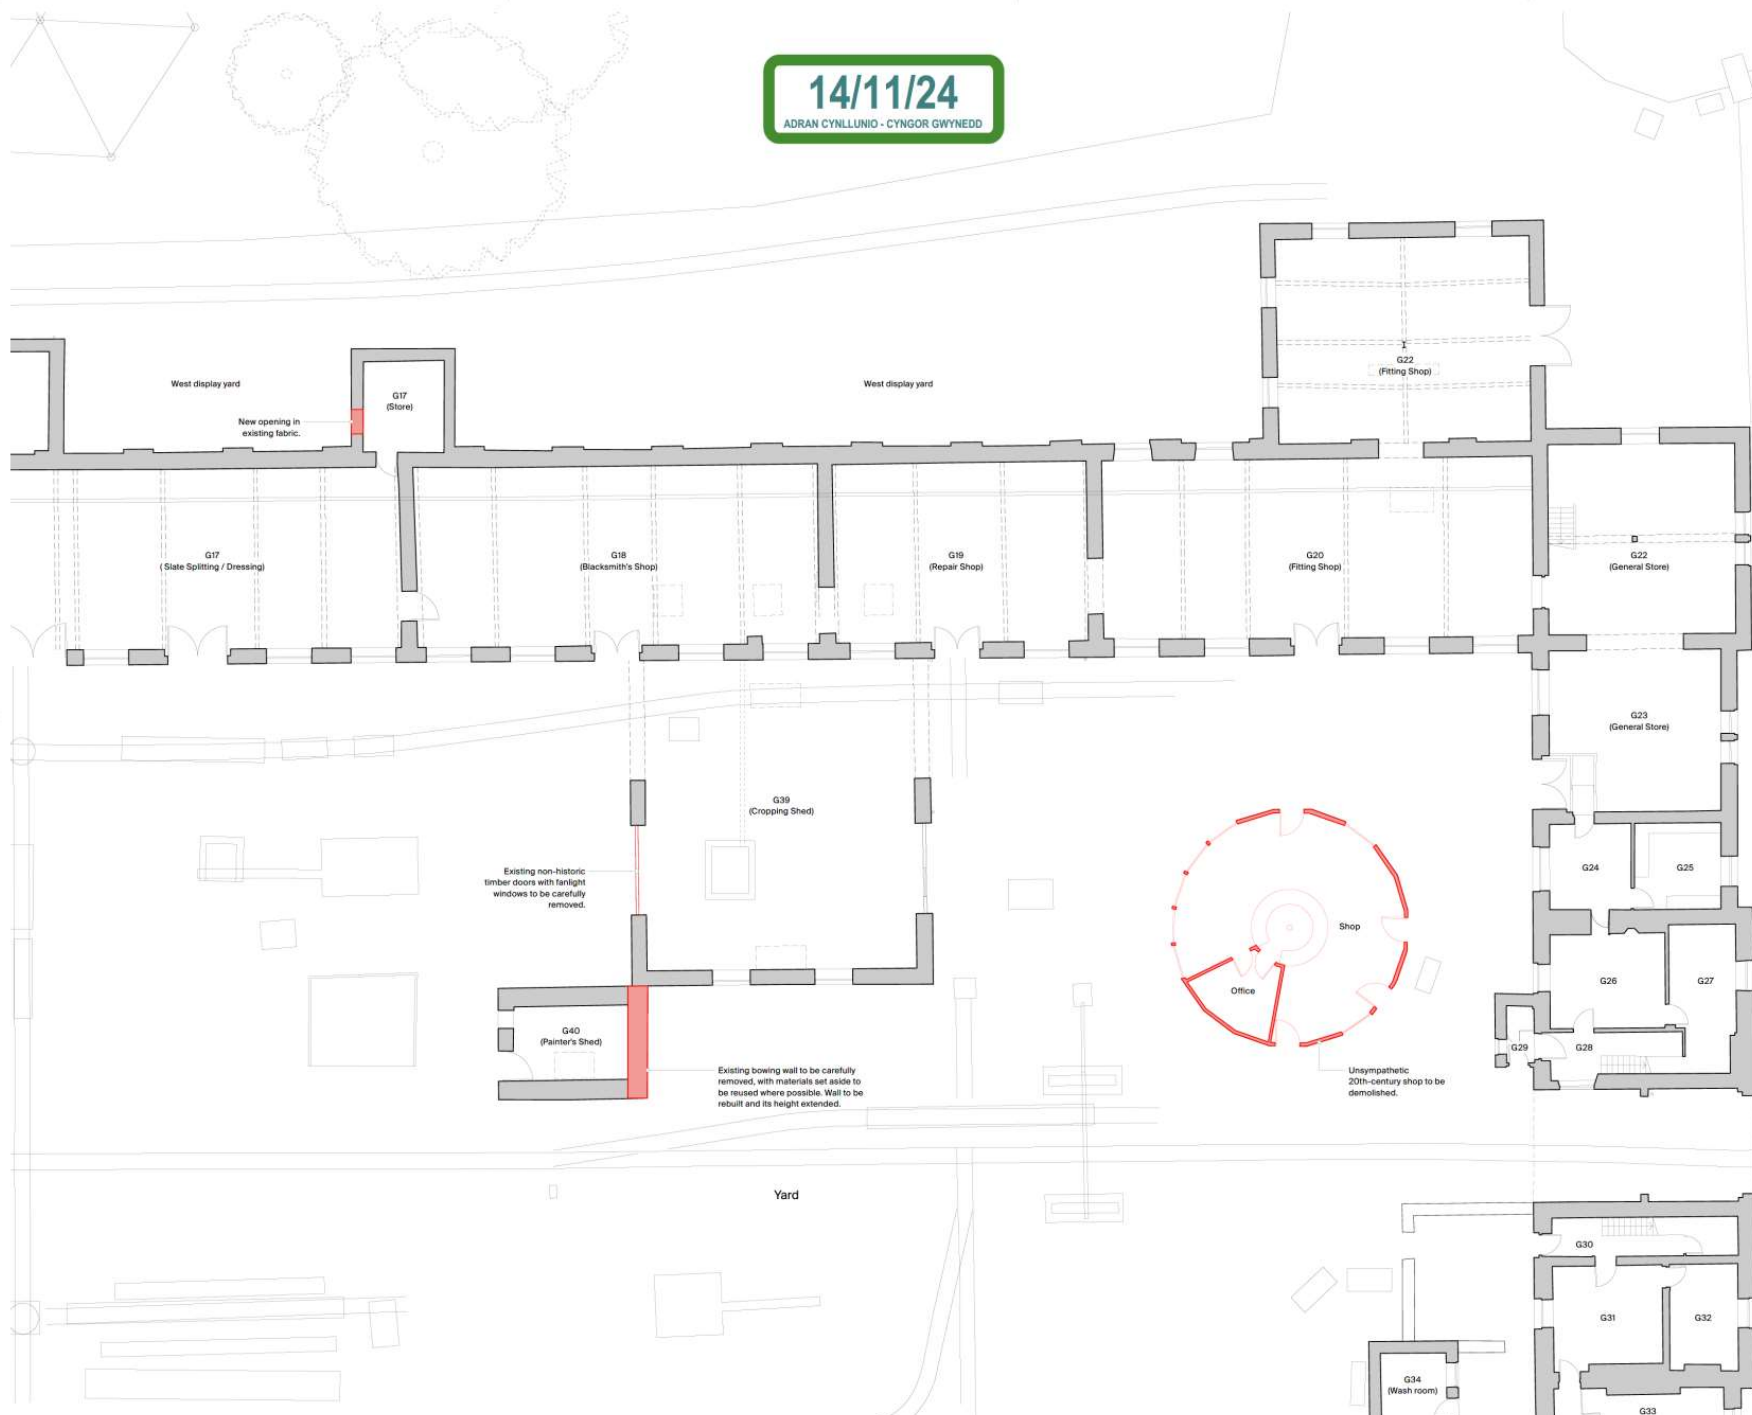 14/11/24
ADRAN CYNLLUNIO - CYNGOR GWYNEDD
G22
(Fitting Shop)
West display yard
G17
(Store)
West display yard
New opening in
existing fabric.
G17
( Slate Splitting / Dressing)
G18
(Blacksmith's Shop)
G19
(Repair Shop)
G20
(Fitting Shop)
G22
(General Store)
G23
(General Store)
G39
(Cropping Shed)
Existing non-historic
timber doors with fanlight
windows to be carefully
removed.
G24
G25
Shop
Office
G26
G27
G40
(Painter's Shed)
G29
G28
Existing bowing wall to be carefully
removed, with materials set aside to
be reused where possible. Wall to be
rebuilt and its height extended.
Unsympathetic
20th-century shop to be
demolished.
Yard
G30
G31
G32
G34
(Wash room)
G33